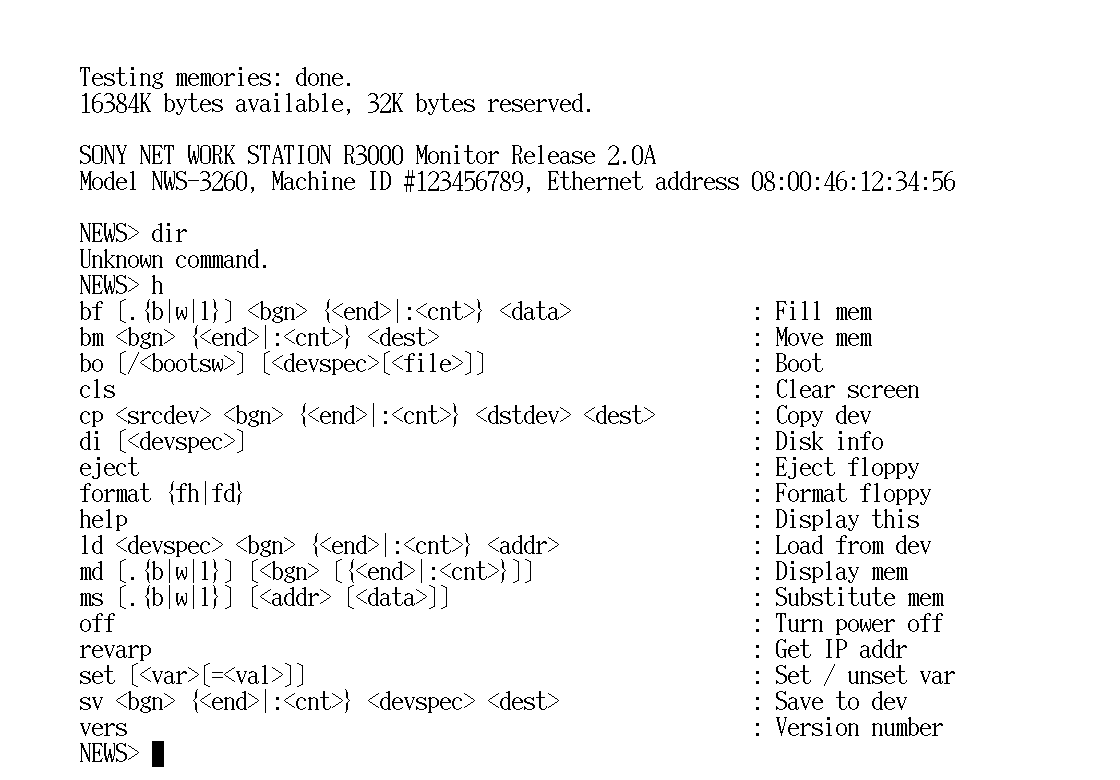 Testing memories: done.
16384K bytes available, 32K bytes reserved.
SONY NET WORK STATION R3000 Monitor Release 2.0A
Model NWS-3260, Machine ID #123456789, Ethernet address 08:00:46:12:34:56
NEWS> dir
Unknown command.
NEWS> h
bf [.{b|w|l}] <bgn> {<end>|:<cnt>} <data> : Fill mem
bm <bgn> {<end>|:<cnt>} <dest> : Move mem
bo [/<bootsw>] [<devspec>[<file>]] : Boot
cls : Clear screen
cp <srcdev> <bgn> {<end>|:<cnt>} <dstdev> <dest> : Copy dev
di [<devspec>] : Disk info
eject : Eject floppy
format {fh|fd} : Format floppy
help : Display this
ld <devspec> <bgn> {<end>|:<cnt>} <addr> : Load from dev
md [.{b|w|l}] [<bgn> [{<end>|:<cnt>}]] : Display mem
ms [.{b|w|l}] [<addr> [<data>]] : Substitute mem
off : Turn power off
revarp : Get IP addr
set [<var>[=<val>]] : Set / unset var
sv <bgn> {<end>|:<cnt>} <devspec> <dest> : Save to dev
vers : Version number
NEWS>